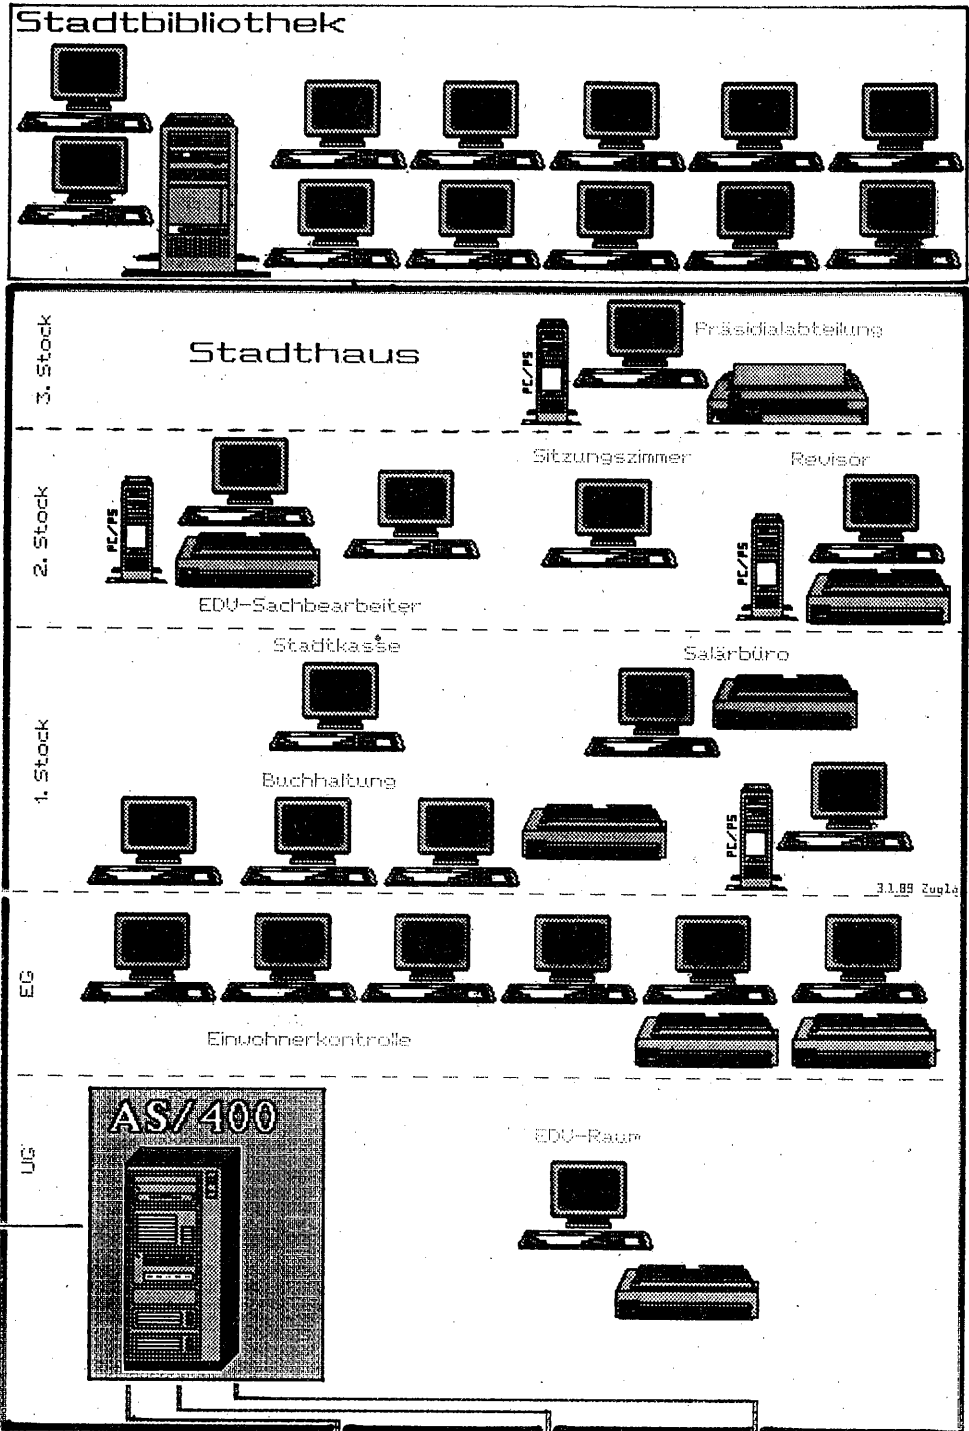 Stadtbibliothek
3. Stock
Stadthaus
PC/PS
Präsidialabteilung
2. Stock
PC/PS
EDV-Sachbearbeiter
Sitzungszimmer
Revisor
PC/PS
1. Stock
Stadtkasse
Salärbüro
Buchhaltung
PC/PS
3.1.89
EG
Einwohnerkontrolle
UG
AS/400
EDV-Raum